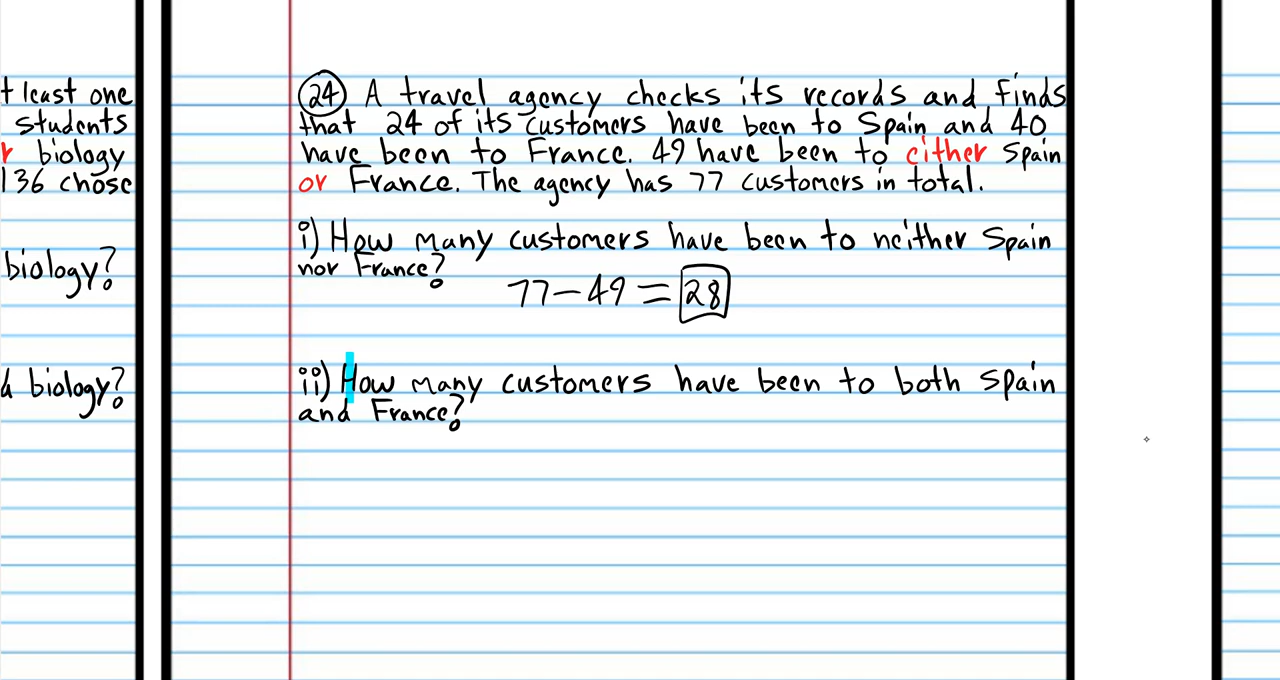 t least one
students
r biology
136 chose
biology?
d biology?
24 A travel agency checks its records and finds
that 24 of its customers have been to Spain and 40
have been to France. 49 have been to either Spain
or France. The agency has 77 customers in total.
i) How many customers have been to neither Spain
nor France?
77-49 = 28
ii) How many customers have been to both Spain
and France?